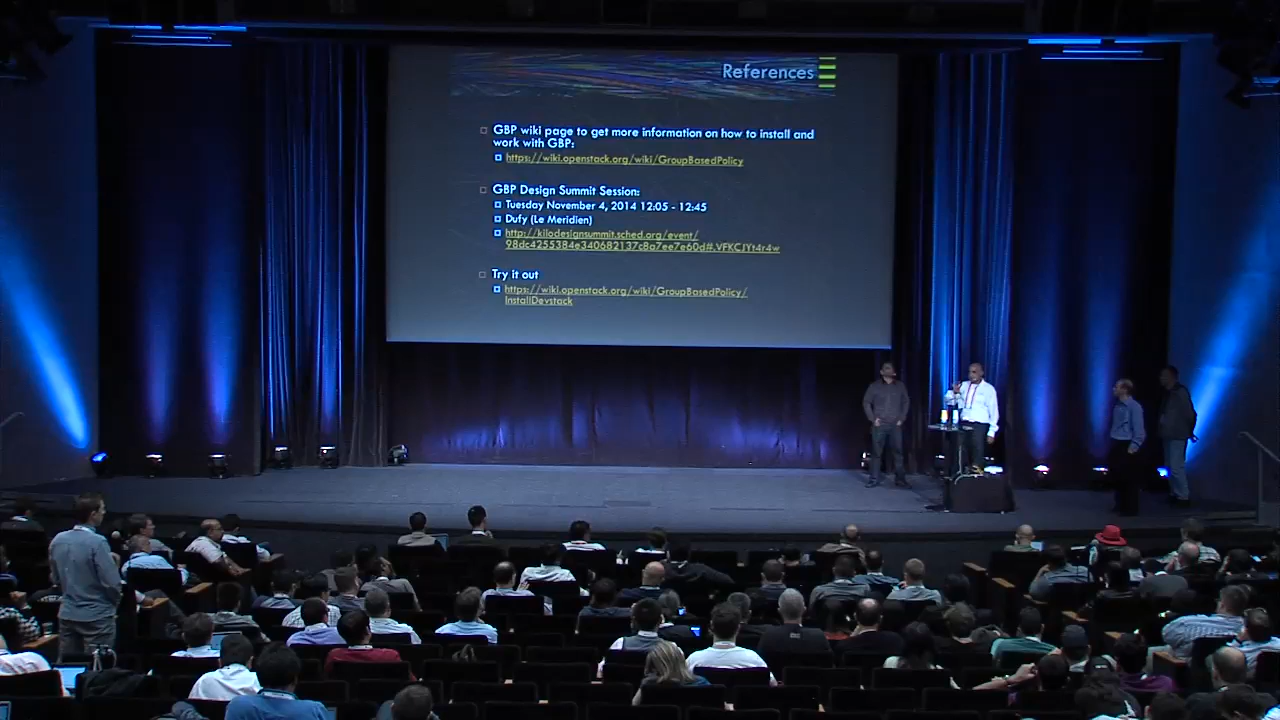 References
GBP wiki page to get more information on how to install and
work with GBP:
https://wiki.openstack.org/wiki/GroupBasedPolicy
GBP Design Summit Session:
Tuesday November 4, 2014 12:05 - 12:45
Dufy (Le Meridien)
http://kilodesignsummit.sched.org/event/
98dc4255384e340682137c8a7ee7e60d#.VFKCJYt4r4w
Try it out
https://wiki.openstack.org/wiki/GroupBasedPolicy/
InstallDevstack